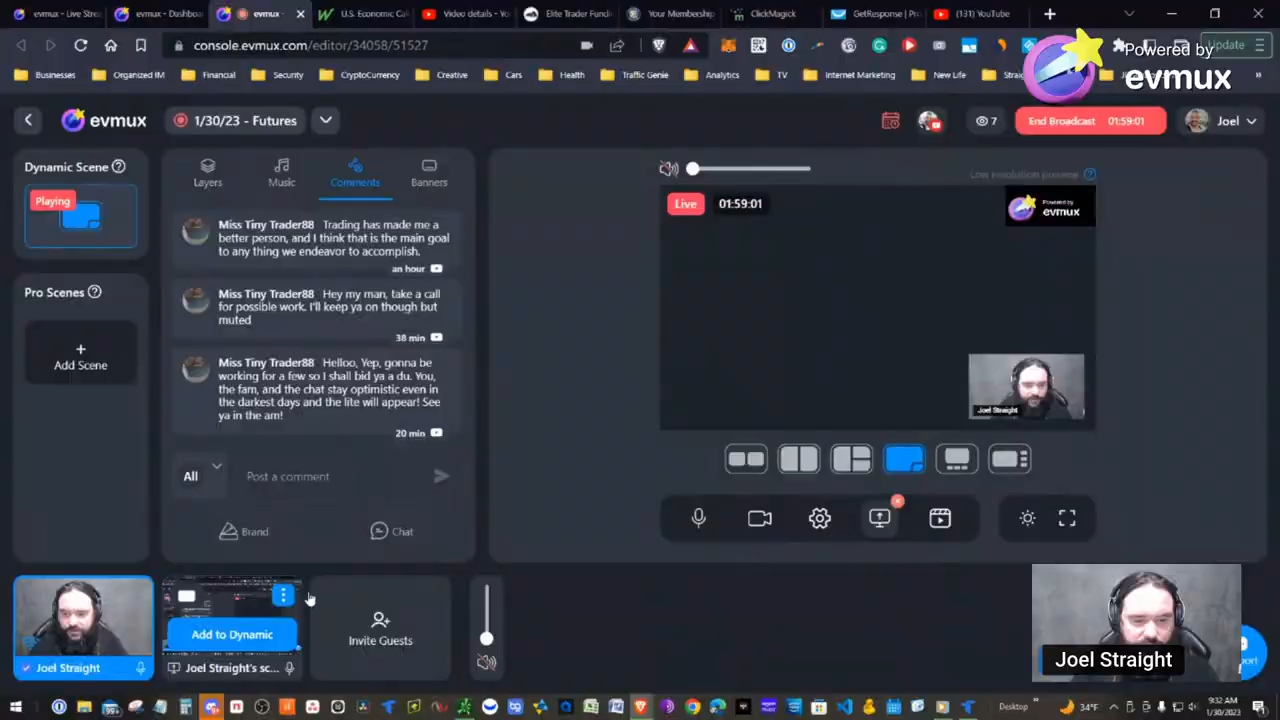 evmux - Live Stre
evmux - Dashbo
evmux -
U.S. Economic Cal
Video details - Yo
Elite Trader Fund
Your Membership
ClickMagick
GetResponse | Pro
(131) YouTube
console.evmux.com/editor/34058/51527
Update
Businesses
Organized IM
Financial
Security
Cryptocurrency
Creative
Cars
Health
Traffic Genie
Analytics
TV
Internet Marketing
New Life
Powered by
evmux
evmux
1/30/23 - Futures
7
End Broadcast 01:59:01
Joel
Dynamic Scene
Playing
Pro Scenes
+
Add Scene
Layers
Music
Comments
Banners
Miss Tiny Trader88 Trading has made me a
better person, and I think that is the main goal
to any thing we endeavor to accomplish.
an hour
Miss Tiny Trader88 Hey my man, take a call
for possible work. I'll keep ya on though but
muted
38 min
Miss Tiny Trader88 Helloo, Yep, gonna be
working for a few so I shall bid ya a du. You,
the fam, and the chat stay optimistic even in
the darkest days and the lite will appear! See
ya in the am!
20 min
All
Post a comment
Brand
Chat
Low resolution preview
Live
01:59:01
Powered by
evmux
Joel Straight
Joel Straight
Add to Dynamic
Joel Straight's sc...
Invite Guests
Joel Straight
Desktop
34°F
9:32 AM
1/30/2023